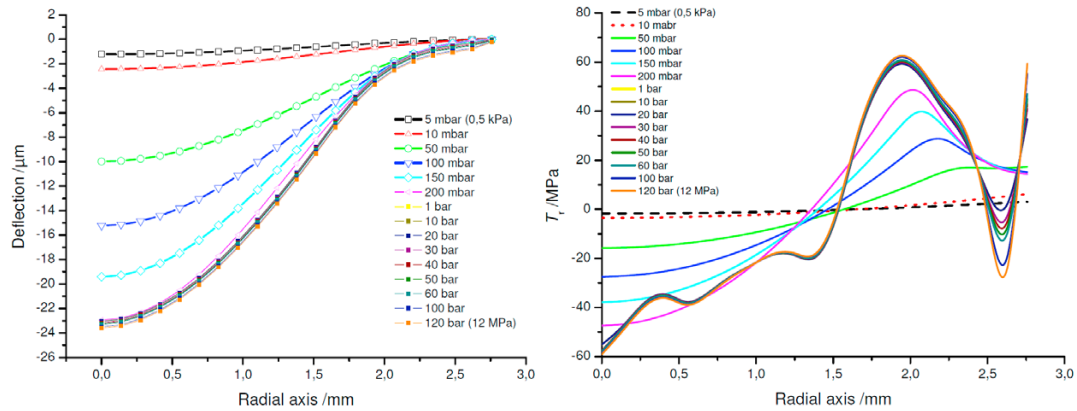 Deflection /µm
2
0
-2
-4
-6
-8
-10
-12
-14
-16
-18
-20
-22
-24
-26
5 mbar (0.5 kPa)
10 mbar
50 mbar
100 mbar
150 mbar
200 mbar
1 bar
10 bar
20 bar
30 bar
40 bar
50 bar
60 bar
100 bar
120 bar (12 MPa)
0,0 0,5 1,0 1,5 2,0 2,5 3,0
Radial axis /mm
Tr /MPa
80
60
40
20
0
-20
-40
-60
5 mbar (0,5 kPa)
10 mabr
50 mbar
100 mbar
150 mbar
200 mbar
1 bar
10 bar
20 bar
30 bar
40 bar
50 bar
60 bar
100 bar
120 bar (12 MPa)
0,0 0,5 1,0 1,5 2,0 2,5 3,0
Radial axis /mm